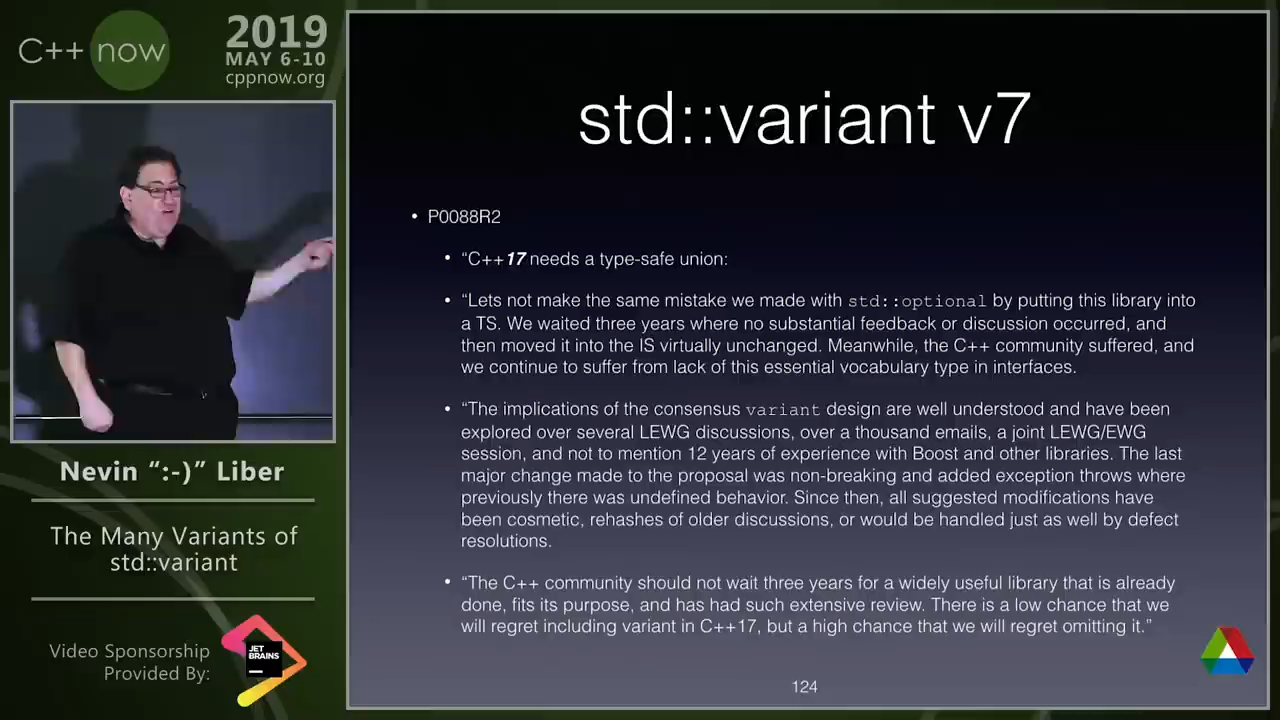 C++ now
2019
MAY 6-10
cppnow.org
Nevin “:-)” Liber
The Many Variants of
std::variant
Video Sponsorship
Provided By:
JET
BRAINS
std::variant v7
• P0088R2
• “C++17 needs a type-safe union:
• “Lets not make the same mistake we made with std::optional by putting this library into
a TS. We waited three years where no substantial feedback or discussion occurred, and
then moved it into the IS virtually unchanged. Meanwhile, the C++ community suffered, and
we continue to suffer from lack of this essential vocabulary type in interfaces.
• “The implications of the consensus variant design are well understood and have been
explored over several LEWG discussions, over a thousand emails, a joint LEWG/EWG
session, and not to mention 12 years of experience with Boost and other libraries. The last
major change made to the proposal was non-breaking and added exception throws where
previously there was undefined behavior. Since then, all suggested modifications have
been cosmetic, rehashes of older discussions, or would be handled just as well by defect
resolutions.
• “The C++ community should not wait three years for a widely useful library that is already
done, fits its purpose, and has had such extensive review. There is a low chance that we
will regret including variant in C++17, but a high chance that we will regret omitting it.”
124